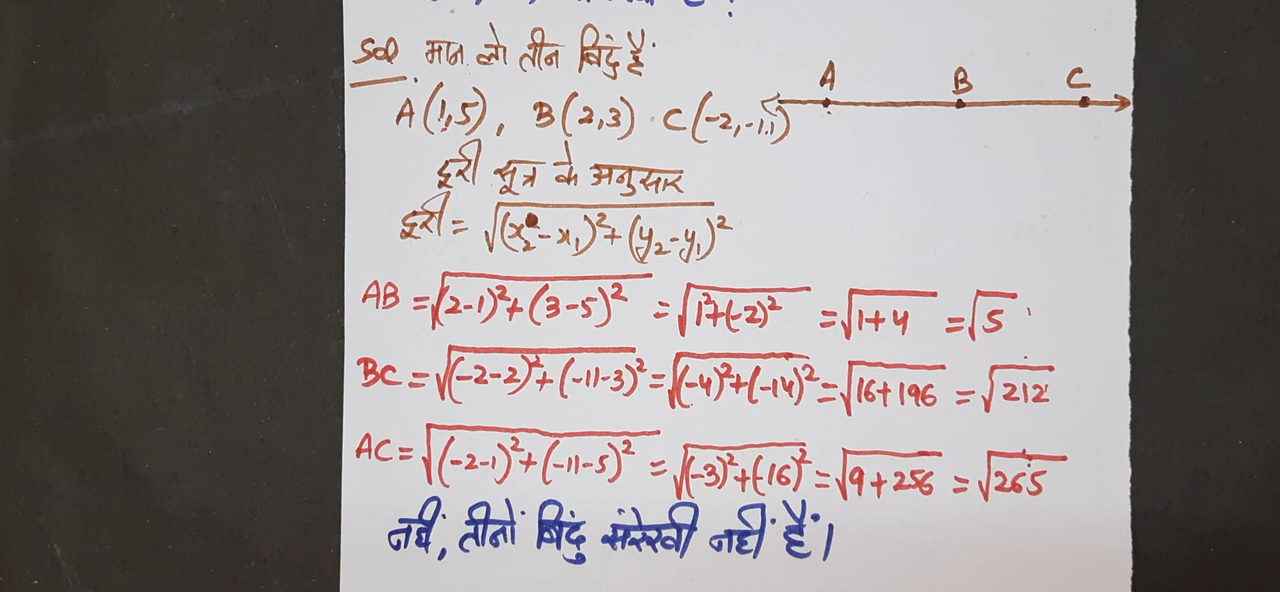 Sol मान लो तीन बिंदु हैं
A B C
A(1,5), B(2,3) C(-2,-11)
दूरी सूत्र के अनुसार
दूरी = √(x₂-x₁)²+(y₂-y₁)²
AB = √(2-1)²+(3-5)² = √1²+(-2)² = √1+4 = √5
BC = √(-2-2)²+(-11-3)² = √(-4)²+(-14)² = √16+196 = √212
AC = √(-2-1)²+(-11-5)² = √(-3)²+(-16)² = √9+256 = √265
नहीं, तीनों बिंदु संरेखी नहीं हैं।